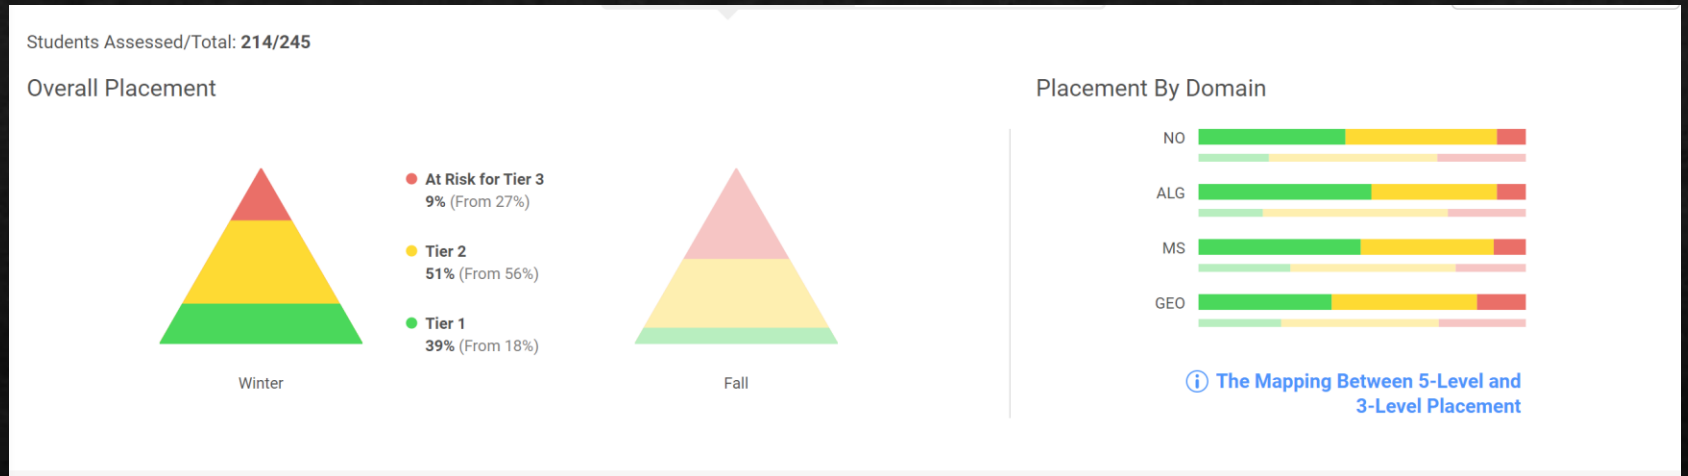 Students Assessed/Total: 214/245
Overall Placement
At Risk for Tier 3
9% (From 27%)
Tier 2
51% (From 56%)
Tier 1
39% (From 18%)
Winter
Fall
Placement By Domain
NO
ALG
MS
GEO
The Mapping Between 5-Level and
3-Level Placement